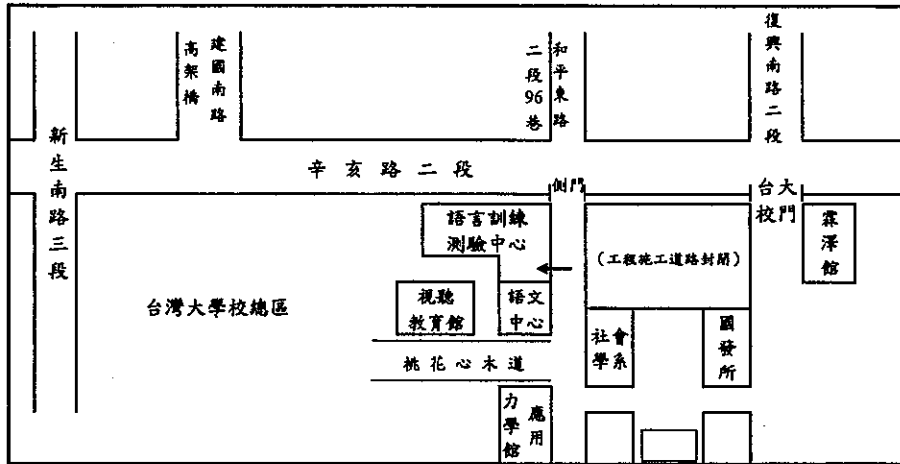 新生南路三段
建國南路
高架橋
和平東路
二段96巷
復興南路二段
辛亥路二段
側門
台大
校門
霖澤館
語言訓練
測驗中心
(工程施工道路封閉)
台灣大學校總區
視聽
教育館
語文
中心
社會
學系
國發所
桃花心木道
應用
力學館